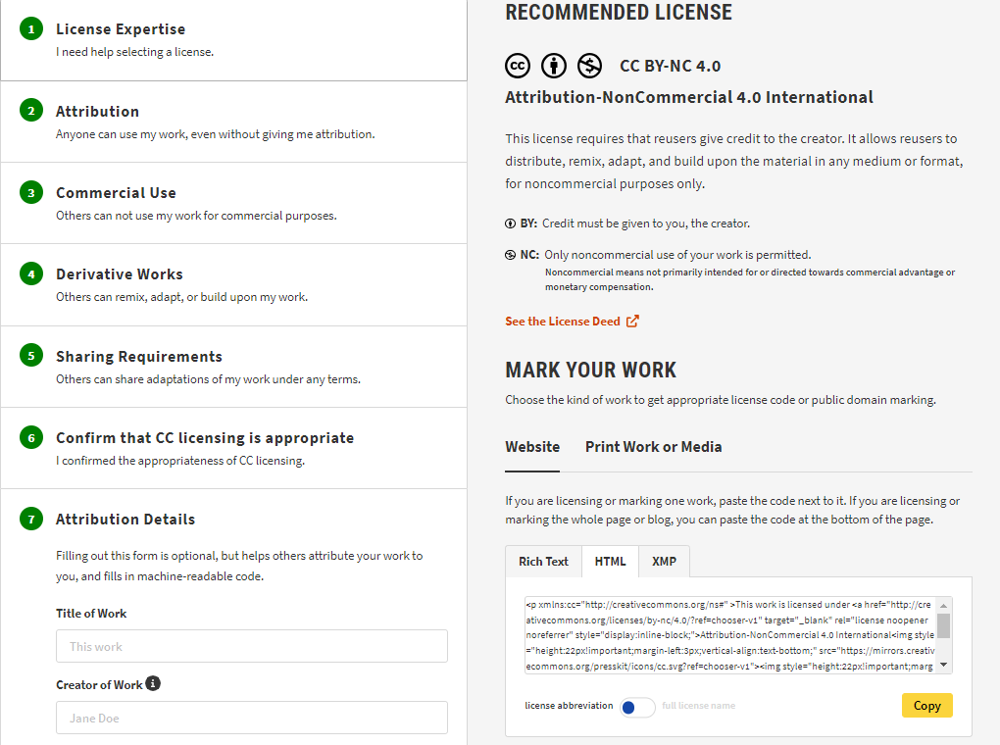 1
License Expertise
I need help selecting a license.
2
Attribution
Anyone can use my work, even without giving me attribution.
3
Commercial Use
Others can not use my work for commercial purposes.
4
Derivative Works
Others can remix, adapt, or build upon my work.
5
Sharing Requirements
Others can share adaptations of my work under any terms.
6
Confirm that CC licensing is appropriate
I confirmed the appropriateness of CC licensing.
7
Attribution Details
Filling out this form is optional, but helps others attribute your work to
you, and fills in machine-readable code.
Title of Work
This work
Creator of Work i
Jane Doe
RECOMMENDED LICENSE
cc CC BY-NC 4.0
Attribution-NonCommercial 4.0 International
This license requires that reusers give credit to the creator. It allows reusers to
distribute, remix, adapt, and build upon the material in any medium or format,
for noncommercial purposes only.
BY: Credit must be given to you, the creator.
NC: Only noncommercial use of your work is permitted.
Noncommercial means not primarily intended for or directed towards commercial advantage or
monetary compensation.
See the License Deed
MARK YOUR WORK
Choose the kind of work to get appropriate license code or public domain marking.
Website Print Work or Media
If you are licensing or marking one work, paste the code next to it. If you are licensing or
marking the whole page or blog, you can paste the code at the bottom of the page.
Rich Text HTML XMP
<p xmlns:cc="http://creativecommons.org/ns#" >This work is licensed under <a href="http://cre
ativecommons.org/licenses/by-nc/4.0/?ref=chooser-v1" target="_blank" rel="license noopener
noreferrer" style="display:inline-block;">Attribution-NonCommercial 4.0 International<img style
="height:22px!important;margin-left:3px;vertical-align:text-bottom;" src="https://mirrors.creativ
ecommons.org/presskit/icons/cc.svg?ref=chooser-v1"><img style="height:22px!important;marg
license abbreviation full license name
Copy